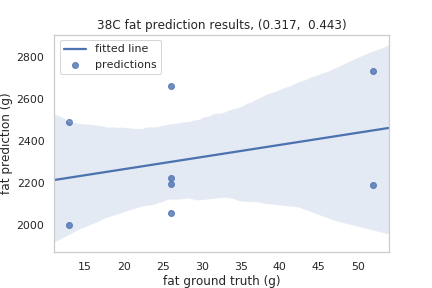 38C fat prediction results, (0.317,  0.443)
fitted line
predictions
2800
2600
2400
2200
2000
fat prediction (g)
15 20 25 30 35 40 45 50
fat ground truth (g)